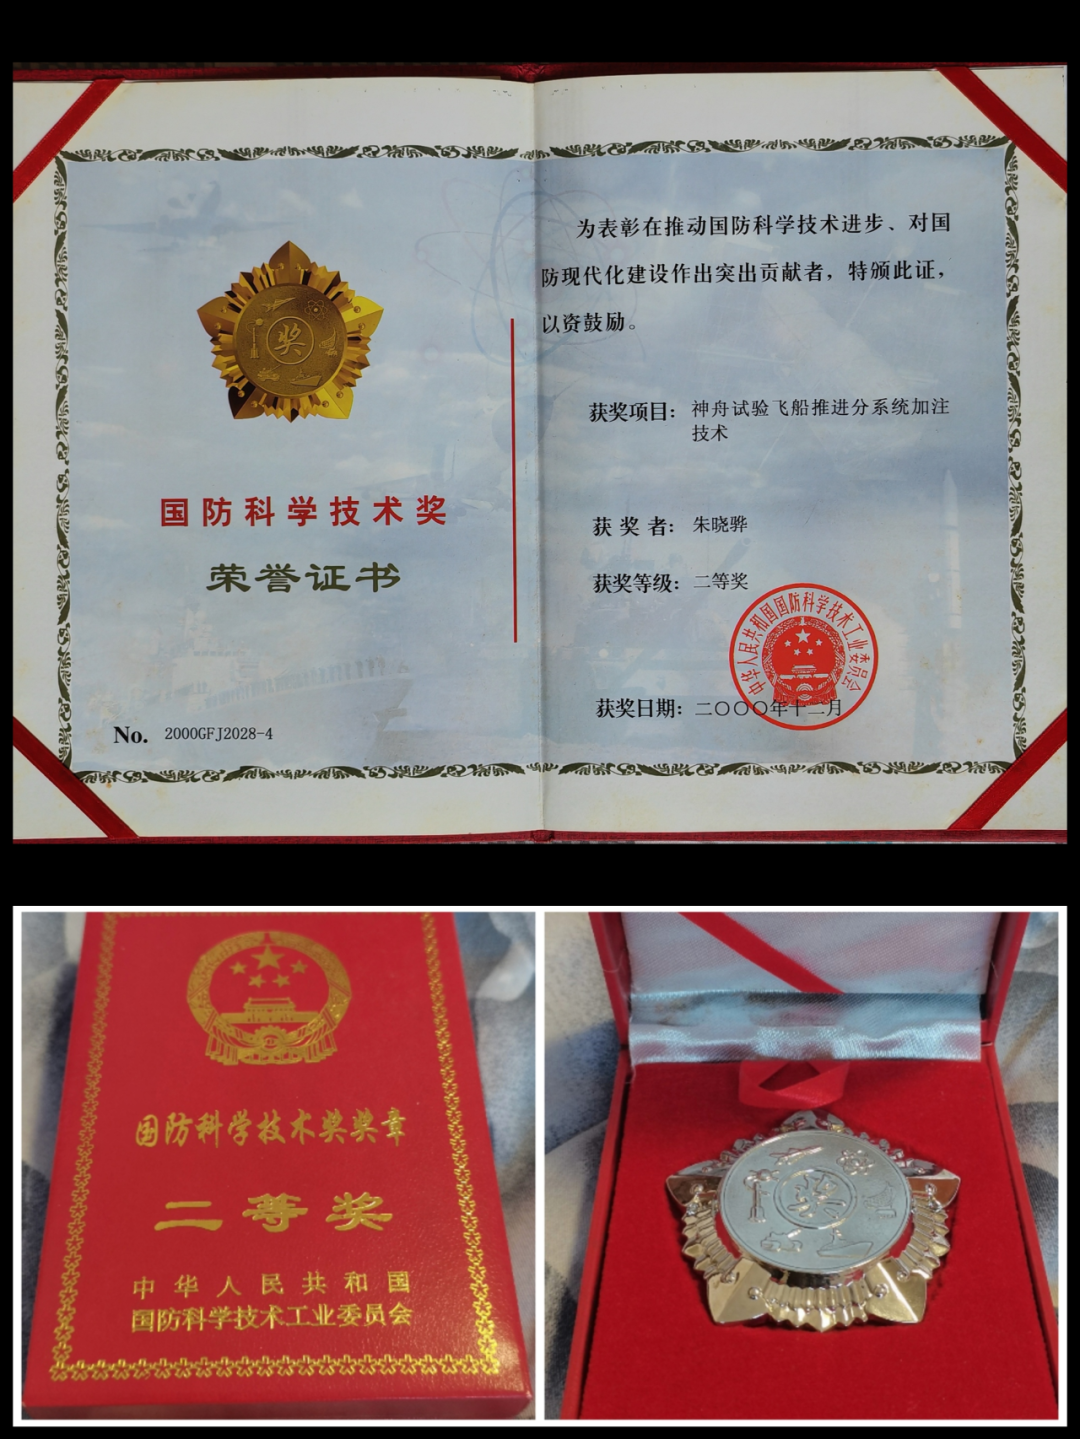 奖
国防科学技术奖
荣誉证书
No. 2000GFJ2028-4
为表彰在推动国防科学技术进步、对国
防现代化建设作出突出贡献者，特颁此证，
以资鼓励。
获奖项目：神舟试验飞船推进分系统加注
技术
获奖者：朱晓骅
获奖等级：二等奖
中华人民共和国国防科学技术工业委员会
获奖日期：二〇〇〇年十二月
国防科学技术奖奖章
二等奖
中华人民共和国
国防科学技术工业委员会
奖